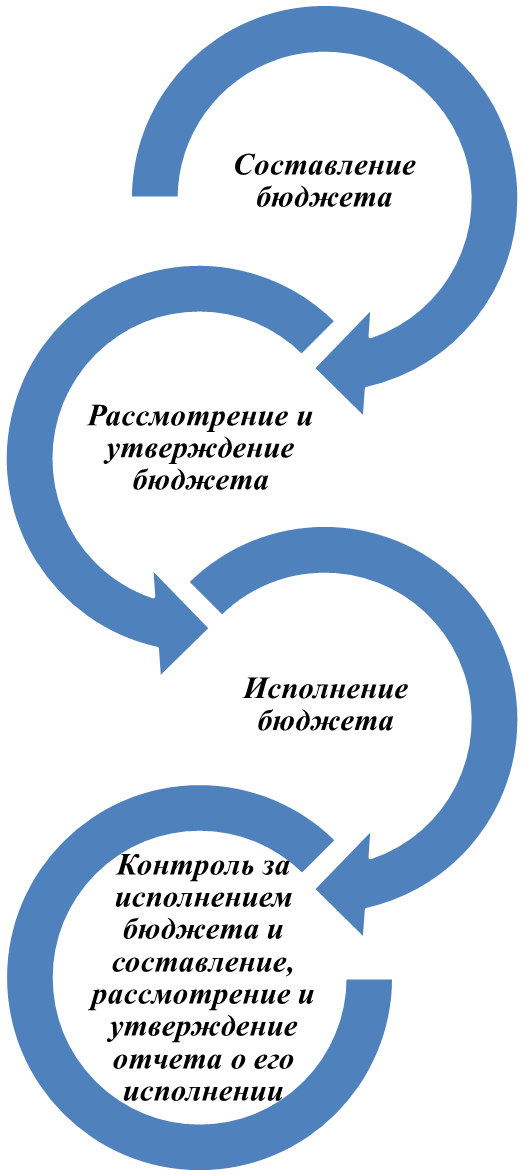 Составление
бюджета
Рассмотрение и
утверждение
бюджета
Исполнение
бюджета
Контроль за
исполнением
бюджета и
составление,
рассмотрение и
утверждение
отчета о его
исполнении